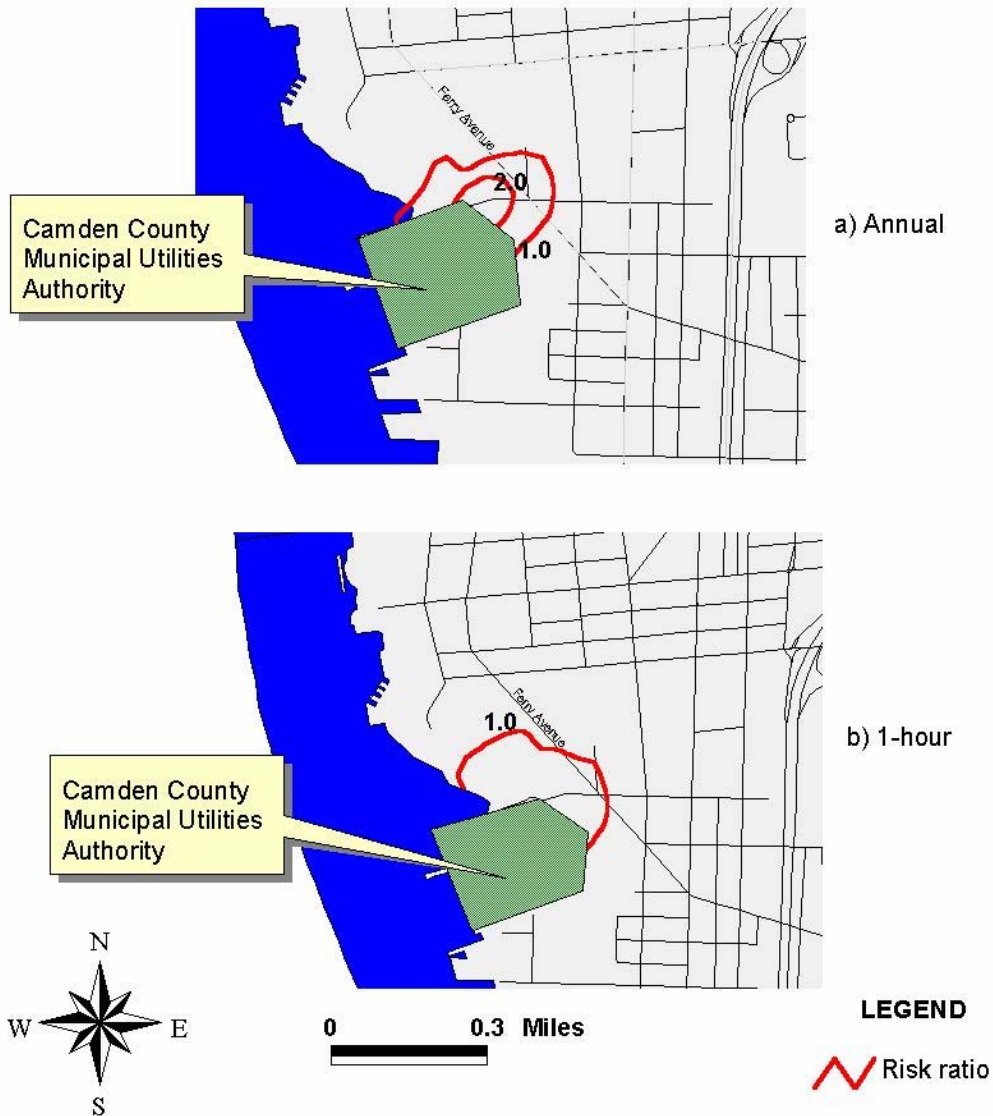 Ferry Avenue
2.0
1.0
Camden County
Municipal Utilities
Authority
a) Annual
Ferry Avenue
1.0
b) 1-hour
Camden County
Municipal Utilities
Authority
N
W
E
S
0
0.3 Miles
LEGEND
Risk ratio